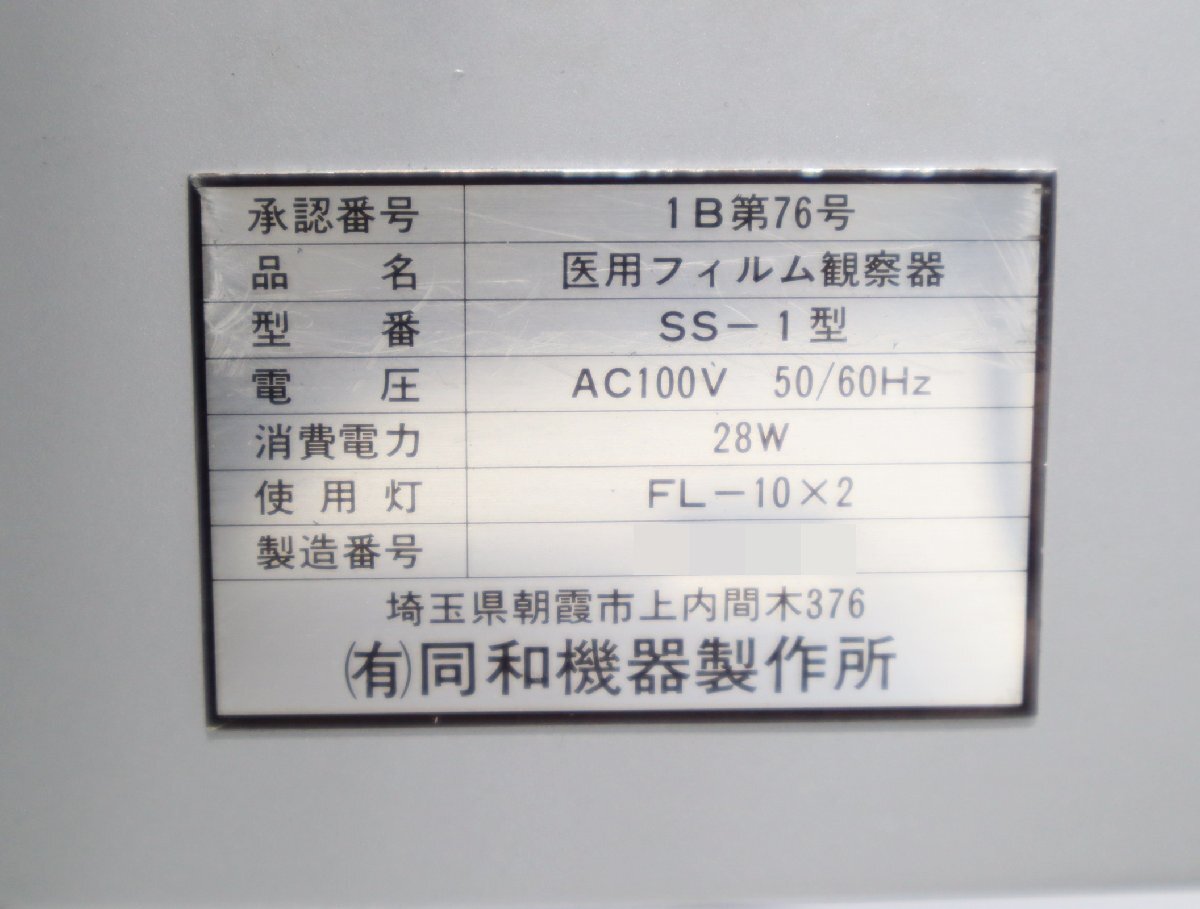 承認番号 1B第76号
品名 医用フィルム観察器
型番 SS-1型
電圧 AC100V 50/60Hz
消費電力 28W
使用灯 FL-10×2
製造番号
埼玉県朝霞市上内間木376
(有)同和機器製作所